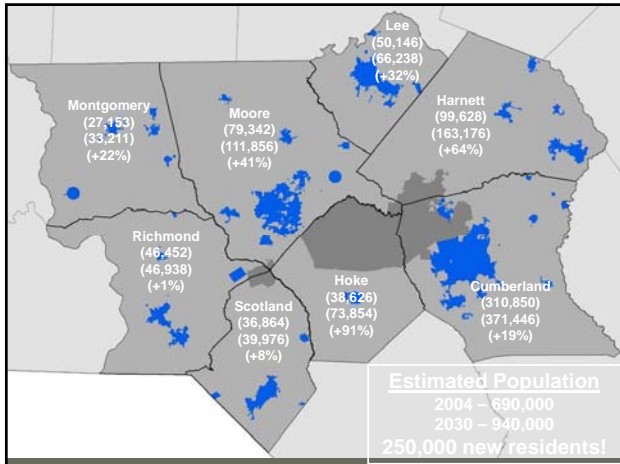 Lee
(50,146)
(66,238)
(+32%)
Montgomery
(27,153)
(33,211)
(+22%)
Moore
(79,342)
(111,856)
(+41%)
Harnett
(99,628)
(163,176)
(+64%)
Richmond
(46,452)
(46,938)
(+1%)
Scotland
(36,864)
(39,976)
(+8%)
Hoke
(38,626)
(73,854)
(+91%)
Cumberland
(310,850)
(371,446)
(+19%)
Estimated Population
2004 – 690,000
2030 – 940,000
250,000 new residents!